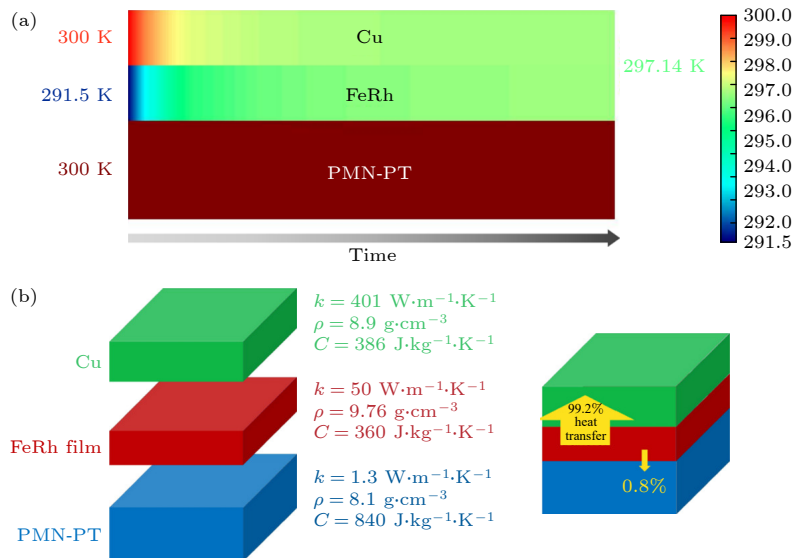 (a)
300 K
Cu
297.14 K
291.5 K
FeRh
300 K
PMN-PT
Time
300.0
299.0
298.0
297.0
296.0
295.0
294.0
293.0
292.0
291.5
(b)
Cu
k = 401 W·m⁻¹·K⁻¹
ρ = 8.9 g·cm⁻³
C = 386 J·kg⁻¹·K⁻¹
FeRh film
k = 50 W·m⁻¹·K⁻¹
ρ = 9.76 g·cm⁻³
C = 360 J·kg⁻¹·K⁻¹
PMN-PT
k = 1.3 W·m⁻¹·K⁻¹
ρ = 8.1 g·cm⁻³
C = 840 J·kg⁻¹·K⁻¹
99.2%
heat
transfer
0.8%